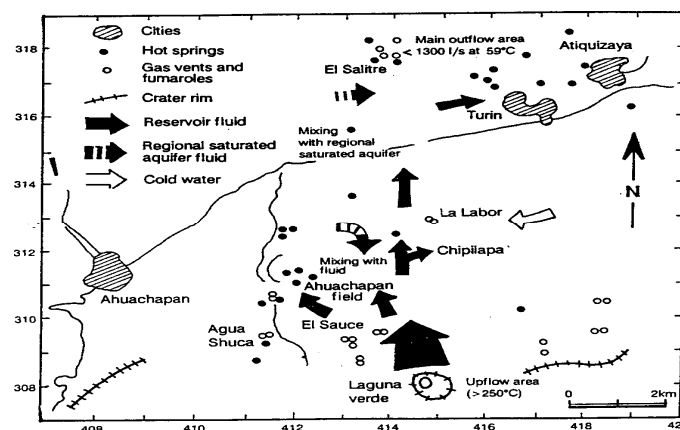 318
316
314
312
310
308
Cities
Hot springs
Gas vents and
fumaroles
Crater rim
Reservoir fluid
Regional saturated
aquifer fluid
Cold water
Main outflow area
< 1300 l/s at 59°C
El Salitre
Atiquizaya
Turin
Mixing
with regional
saturated aquifer
N
La Labor
Chipilapa
Mixing with
fluid
Ahuachapan
field
Ahuachapan
El Sauce
Agua
Shuca
Laguna
verde
Upflow area
(>250°C)
0 2km
408 410 412 414 416 418 42